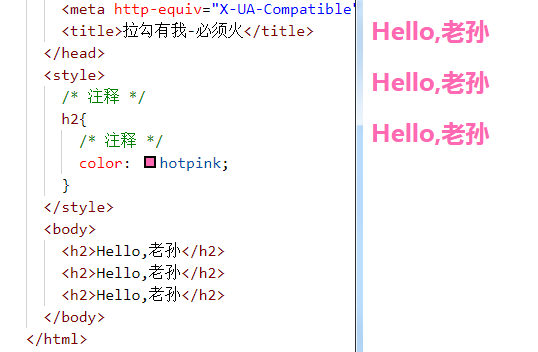 <meta http-equiv="X-UA-Compatible"
<title>拉勾有我-必须火</title>
</head>
<style>
/* 注释 */
h2{
/* 注释 */
color: hotpink;
}
</style>
<body>
<h2>Hello,老孙</h2>
<h2>Hello,老孙</h2>
<h2>Hello,老孙</h2>
</body>
</html>
Hello,老孙
Hello,老孙
Hello,老孙